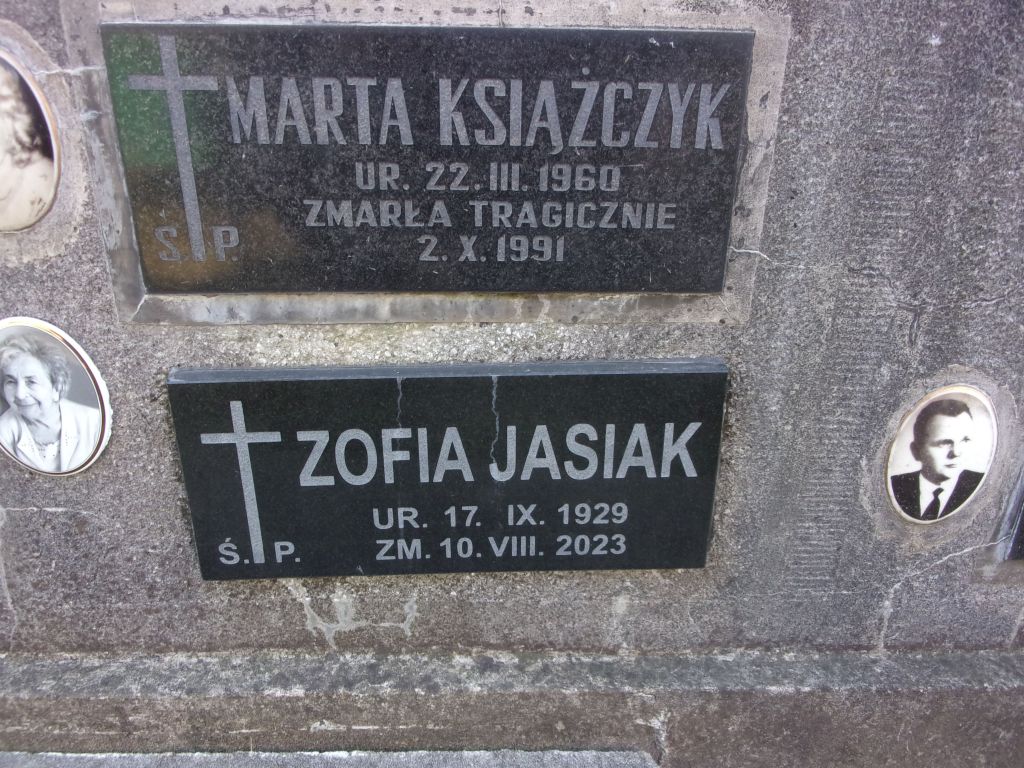 MARTA KSIĄŻCZYK
UR. 22. III. 1960
ZMARŁA TRAGICZNIE
Ś. P. 2. X. 1991
ZOFIA JASIAK
UR. 17. IX. 1929
Ś. P. ZM. 10. VIII. 2023